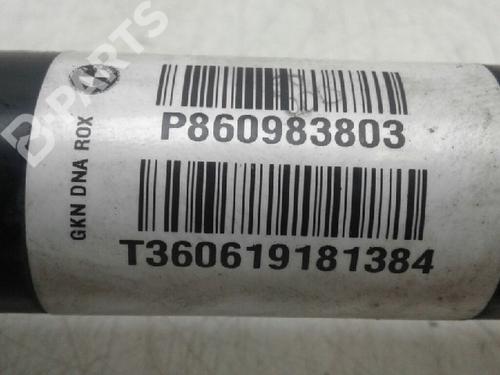 B-PARTS
P860983803
GKN DNA ROX
T360619181384